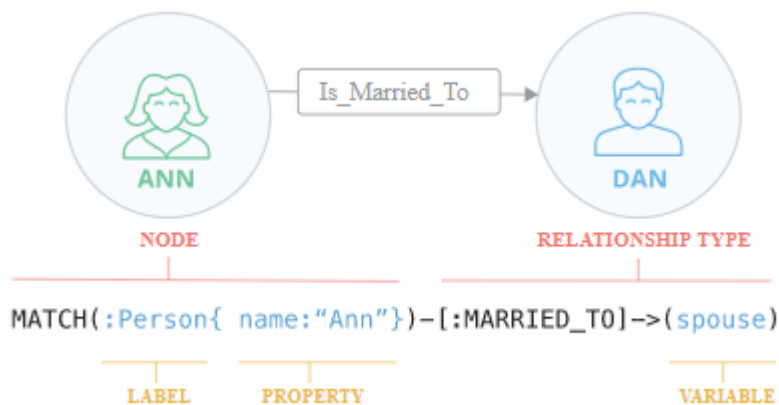 Is_Married_To
ANN DAN
NODE RELATIONSHIP TYPE
MATCH(:Person{ name:“Ann”})-[:MARRIED_TO]->(spouse)
LABEL PROPERTY VARIABLE